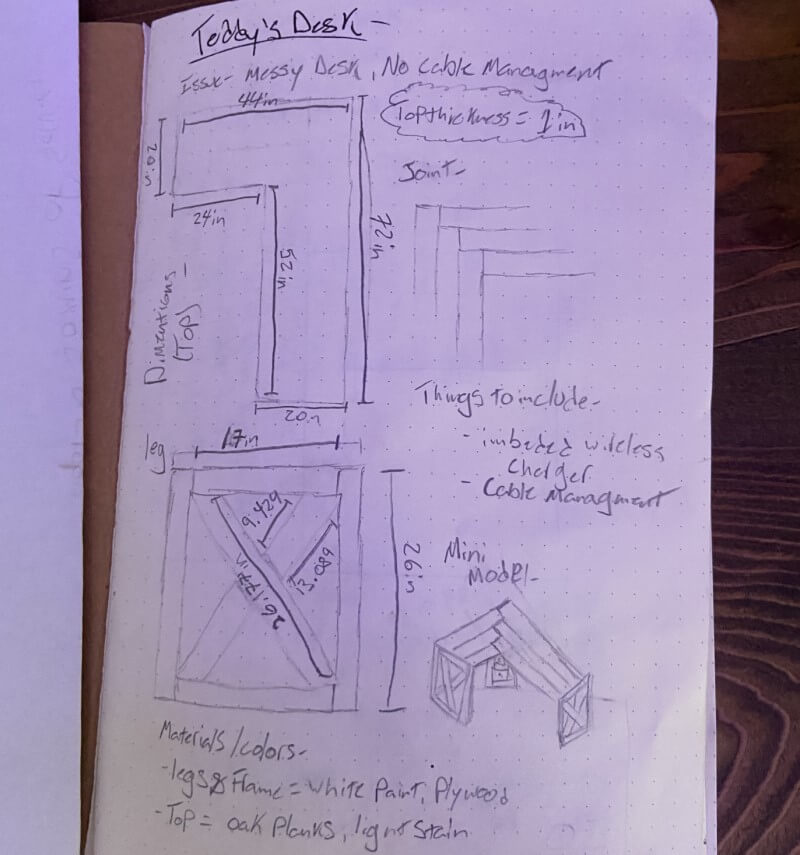 Teddy's Desk -
Issue - Messy Desk, No Cable Managment
44in
Top thickness = 1 in
20in
Joint -
24in
72in
52in
Dimentions
(Top) -
20in
Things to include -
- imbeded wireless
charger
- Cable Managment
leg
17in
9.429
13.089
26.177 in
26in
Mini
Model -
Materials/colors -
- legs & Frame = white Paint, Plywood
- Top = oak Planks, light stain